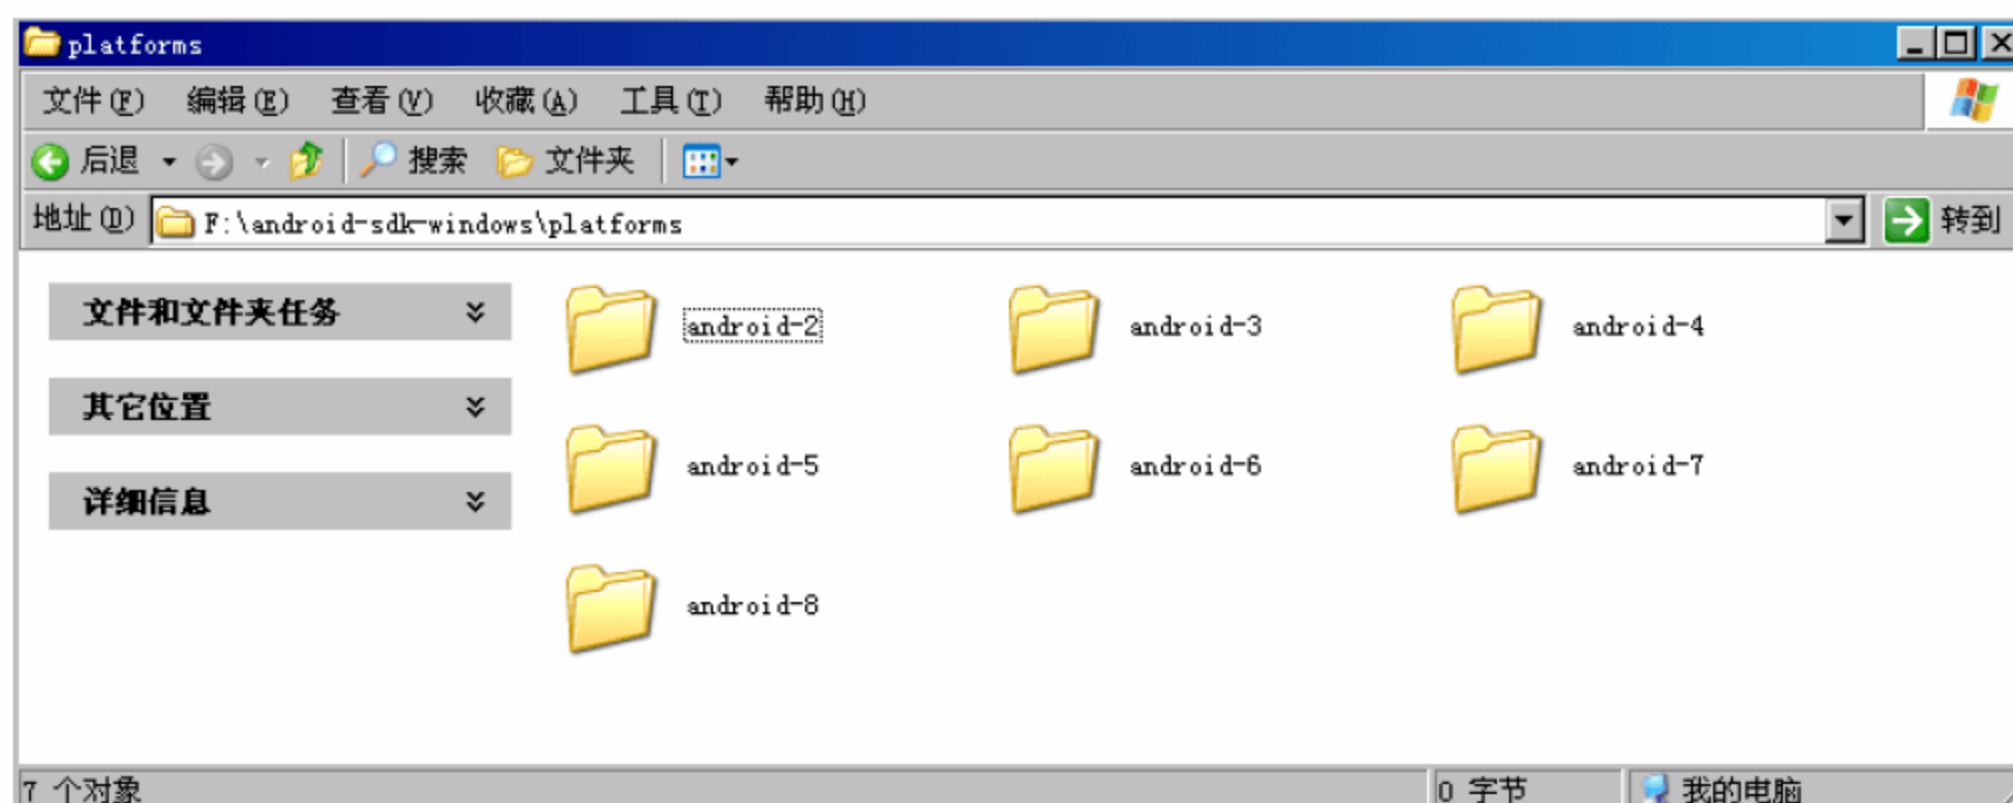 platforms
文件(F) 编辑(E) 查看(V) 收藏(A) 工具(T) 帮助(H)
后退 搜索 文件夹
地址(D) F:\android-sdk-windows\platforms 转到
文件和文件夹任务
其它位置
详细信息
android-2 android-3 android-4
android-5 android-6 android-7
android-8
7 个对象 0 字节 我的电脑